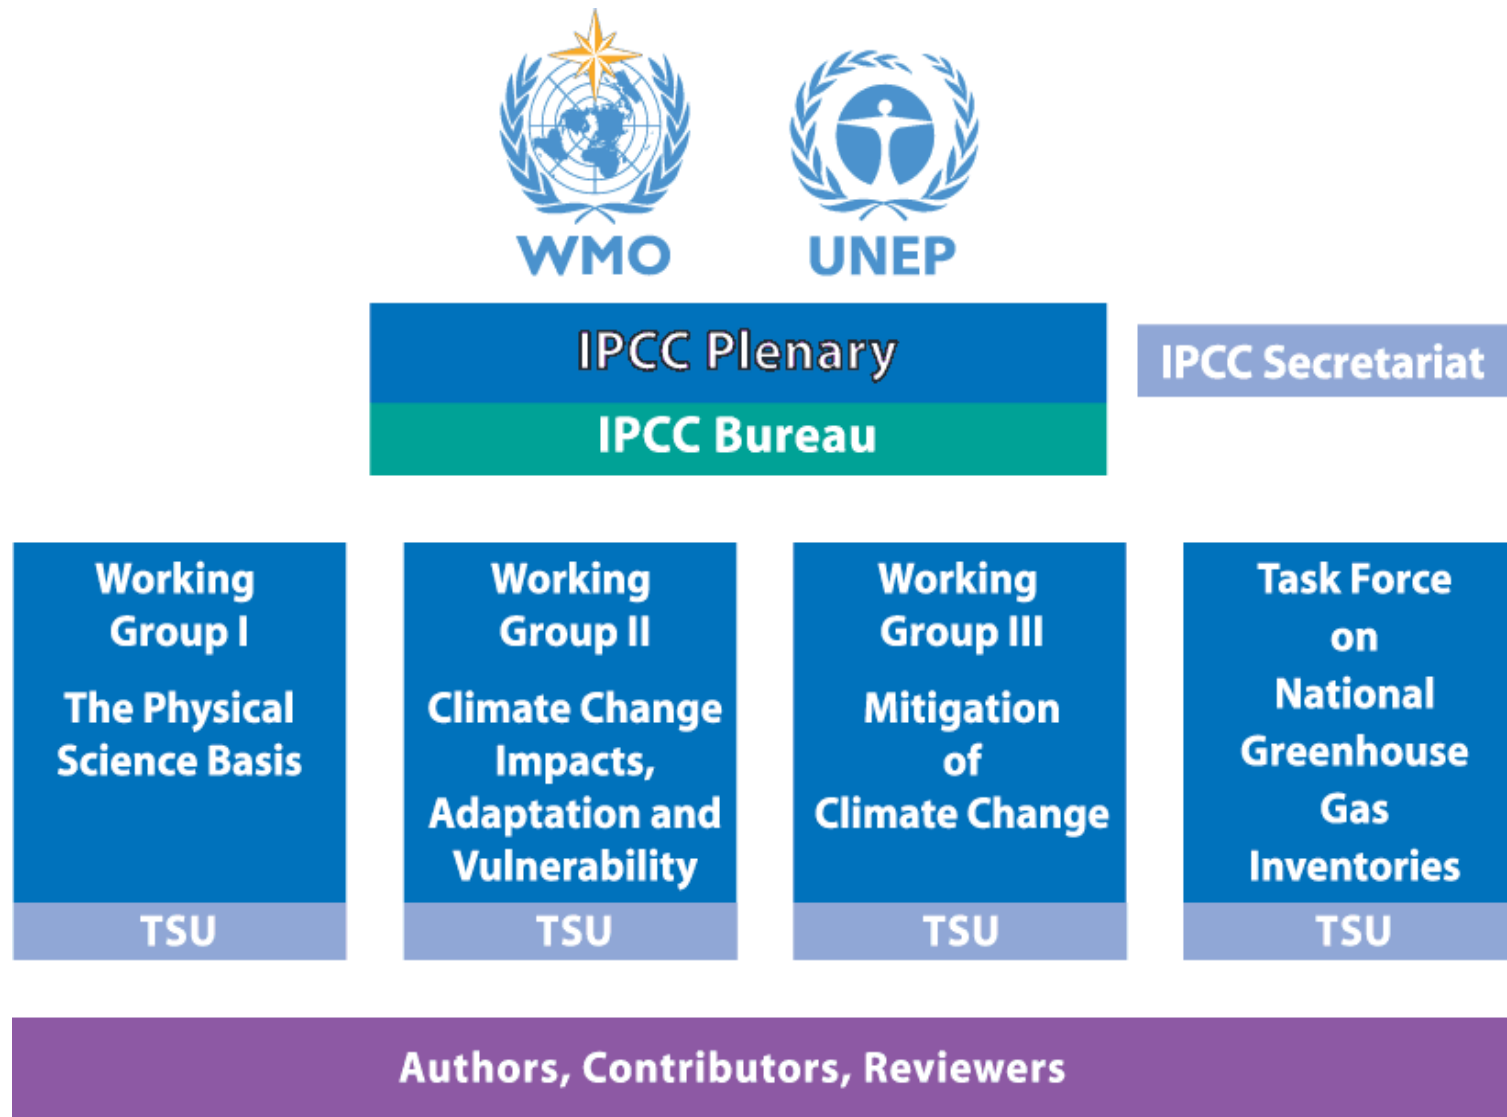 WMO
UNEP
IPCC Plenary
IPCC Secretariat
IPCC Bureau
Working
Group I
The Physical
Science Basis
TSU
Working
Group II
Climate Change
Impacts,
Adaptation and
Vulnerability
TSU
Working
Group III
Mitigation
of
Climate Change
TSU
Task Force
on
National
Greenhouse
Gas
Inventories
TSU
Authors, Contributors, Reviewers